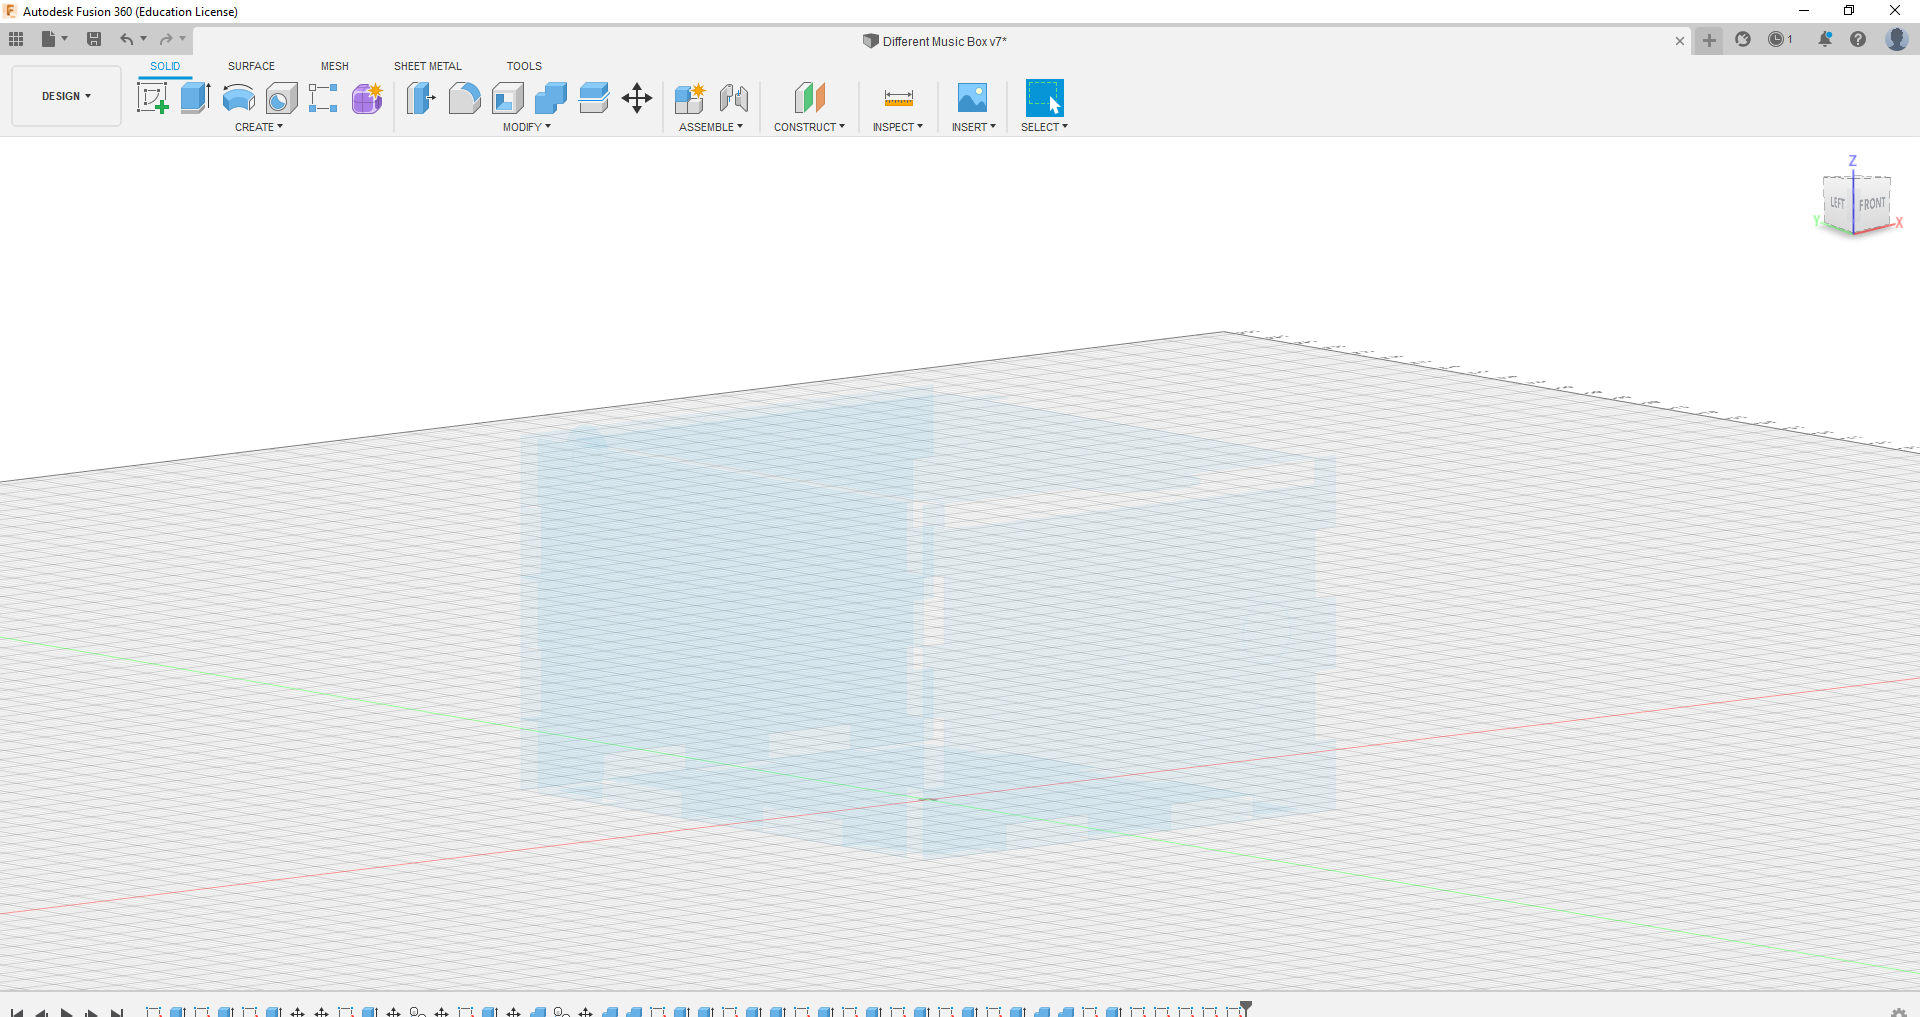 Autodesk Fusion 360 (Education License)
Different Music Box v7*
1
SOLID SURFACE MESH SHEET METAL TOOLS
DESIGN
CREATE MODIFY ASSEMBLE CONSTRUCT INSPECT INSERT SELECT
Z
LEFT FRONT
Y X